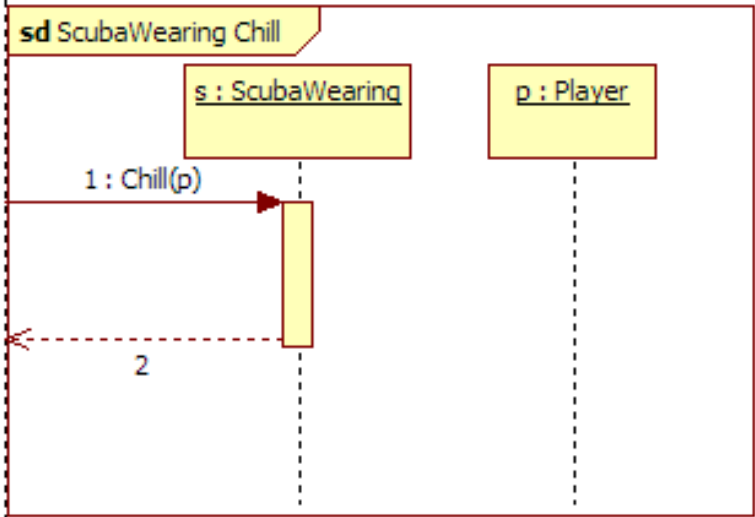 sd ScubaWearing Chill
s : ScubaWearing
p : Player
1 : Chill(p)
2